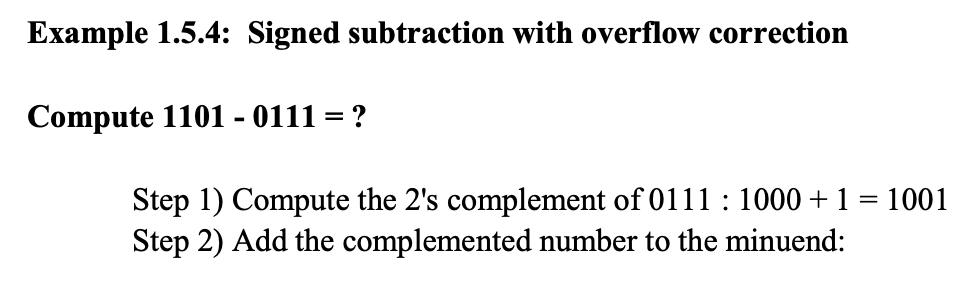 Example 1.5.4:  Signed subtraction with overflow correction
Compute 1101 - 0111 = ?
Step 1) Compute the 2's complement of 0111 : 1000 + 1 = 1001
Step 2) Add the complemented number to the minuend: